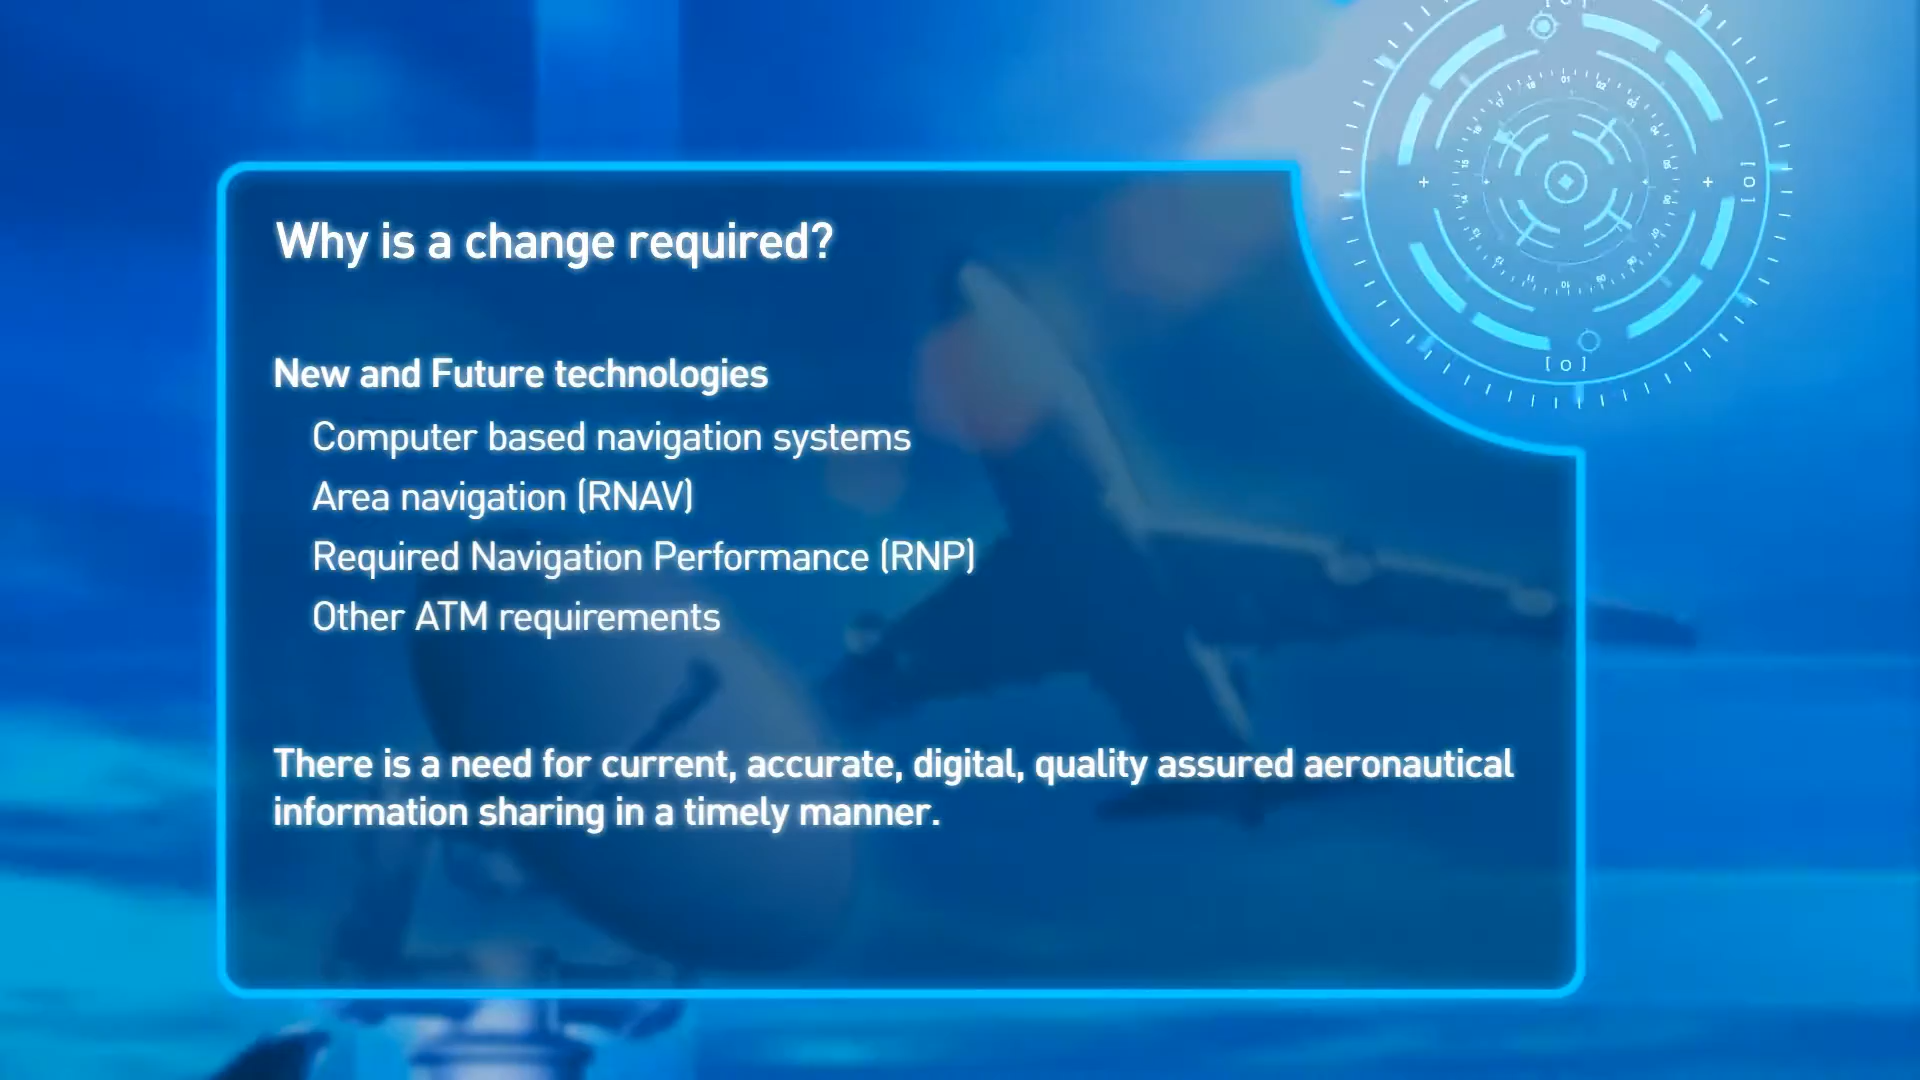 Why is a change required?
New and Future technologies
Computer based navigation systems
Area navigation (RNAV)
Required Navigation Performance (RNP)
Other ATM requirements
There is a need for current, accurate, digital, quality assured aeronautical
information sharing in a timely manner.